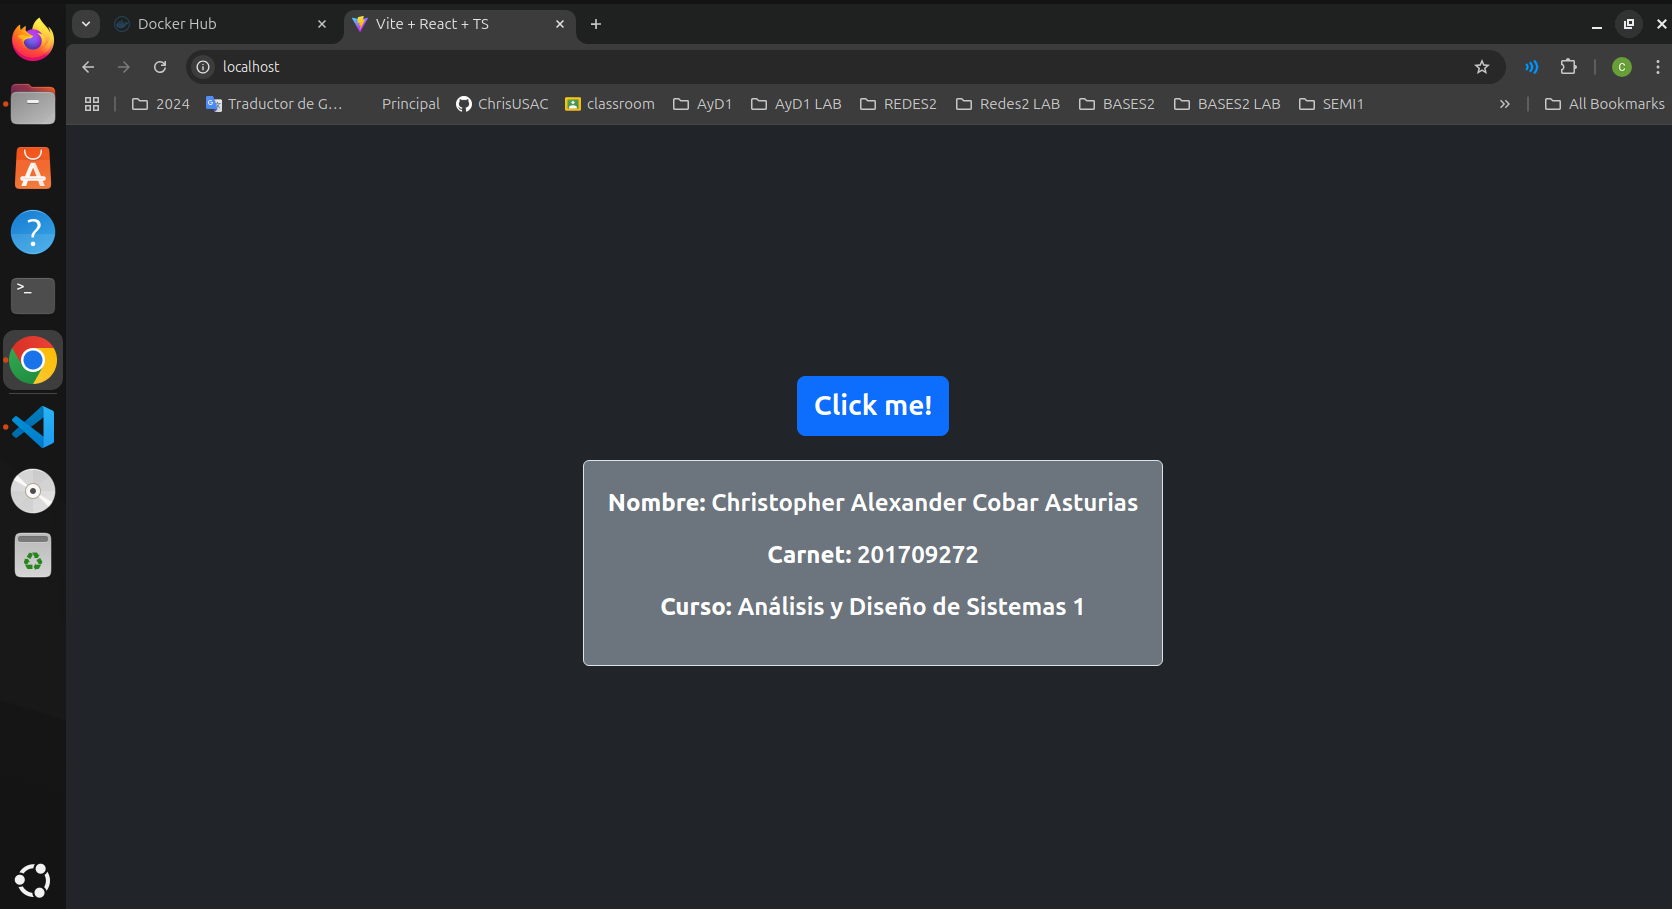 Docker Hub
Vite + React + TS
localhost
C
2024
Traductor de G...
Principal
ChrisUSAC
classroom
AyD1
AyD1 LAB
REDES2
Redes2 LAB
BASES2
BASES2 LAB
SEMI1
»
All Bookmarks
>_
Click me!
Nombre: Christopher Alexander Cobar Asturias
Carnet: 201709272
Curso: Análisis y Diseño de Sistemas 1